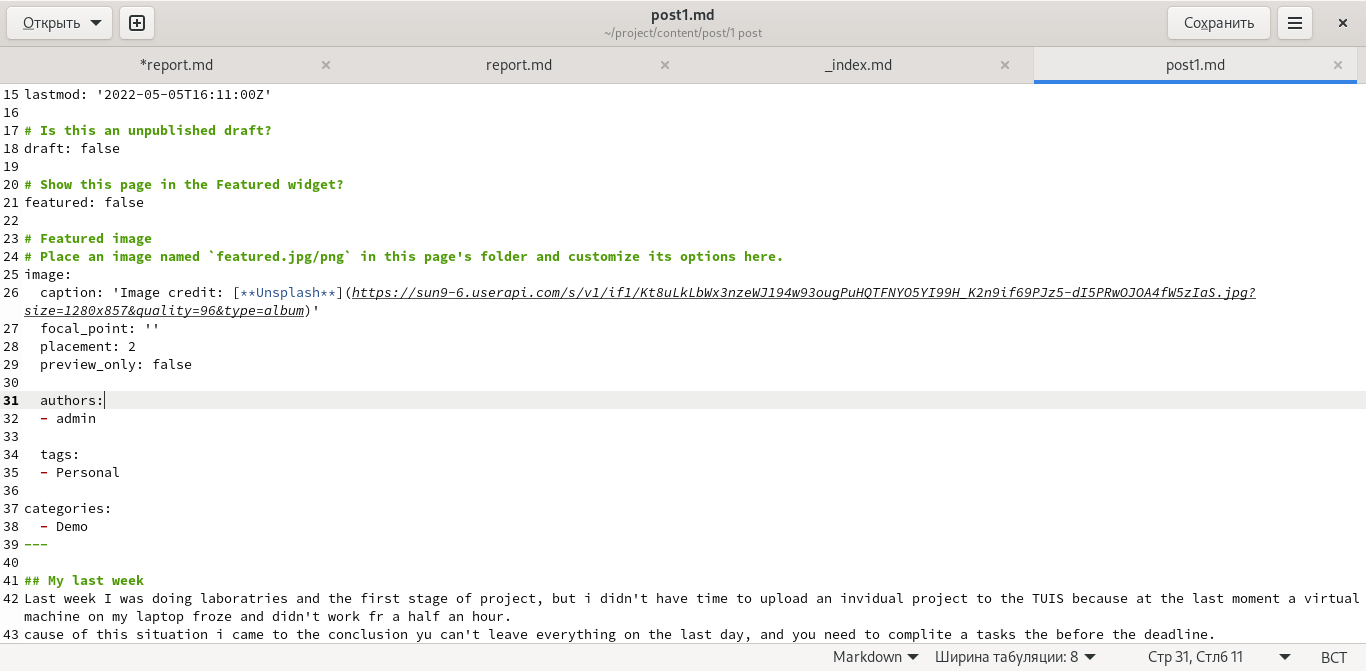 Открыть
post1.md
~/project/content/post/1 post
Сохранить
*report.md
report.md
_index.md
post1.md
15 lastmod: '2022-05-05T16:11:00Z'
16
17 # Is this an unpublished draft?
18 draft: false
19
20 # Show this page in the Featured widget?
21 featured: false
22
23 # Featured image
24 # Place an image named `featured.jpg/png` in this page's folder and customize its options here.
25 image:
26   caption: 'Image credit: [**Unsplash**](https://sun9-6.userapi.com/s/v1/if1/Kt8uLkLbWx3nzeWJ194w93ougPuHQTFNYO5YI99H_K2n9if69PJz5-dI5PRwOJOA4fW5zIaS.jpg?
size=1280x857&quality=96&type=album)'
27   focal_point: ''
28   placement: 2
29   preview_only: false
30
31   authors:
32   - admin
33
34   tags:
35   - Personal
36
37 categories:
38   - Demo
39 ---
40
41 ## My last week
42 Last week I was doing laboratries and the first stage of project, but i didn't have time to upload an invidual project to the TUIS because at the last moment a virtual
machine on my laptop froze and didn't work fr a half an hour.
43 cause of this situation i came to the conclusion yu can't leave everything on the last day, and you need to complite a tasks the before the deadline.
Markdown
Ширина табуляции: 8
Стр 31, Стлб 11
ВСТ